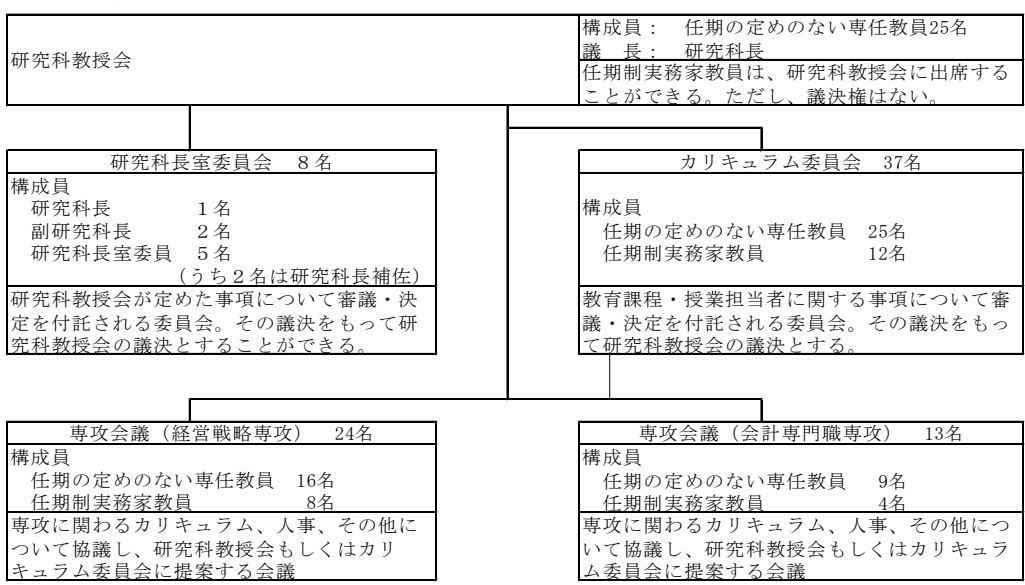 研究科教授会
構成員： 任期の定めのない専任教員25名
議 長： 研究科長
任期制実務家教員は、研究科教授会に出席する
ことができる。ただし、議決権はない。
研究科長室委員会 ８名
構成員
研究科長 １名
副研究科長 ２名
研究科長室委員 ５名
（うち２名は研究科長補佐）
研究科教授会が定めた事項について審議・決
定を付託される委員会。その議決をもって研
究科教授会の議決とすることができる。
カリキュラム委員会 37名
構成員
任期の定めのない専任教員 25名
任期制実務家教員 12名
教育課程・授業担当者に関する事項について審
議・決定を付託される委員会。その議決をもっ
て研究科教授会の議決とする。
専攻会議（経営戦略専攻） 24名
構成員
任期の定めのない専任教員 16名
任期制実務家教員 8名
専攻に関わるカリキュラム、人事、その他に
ついて協議し、研究科教授会もしくはカリ
キュラム委員会に提案する会議
専攻会議（会計専門職専攻） 13名
構成員
任期の定めのない専任教員 9名
任期制実務家教員 4名
専攻に関わるカリキュラム、人事、その他につ
いて協議し、研究科教授会もしくはカリキュラ
ム委員会に提案する会議